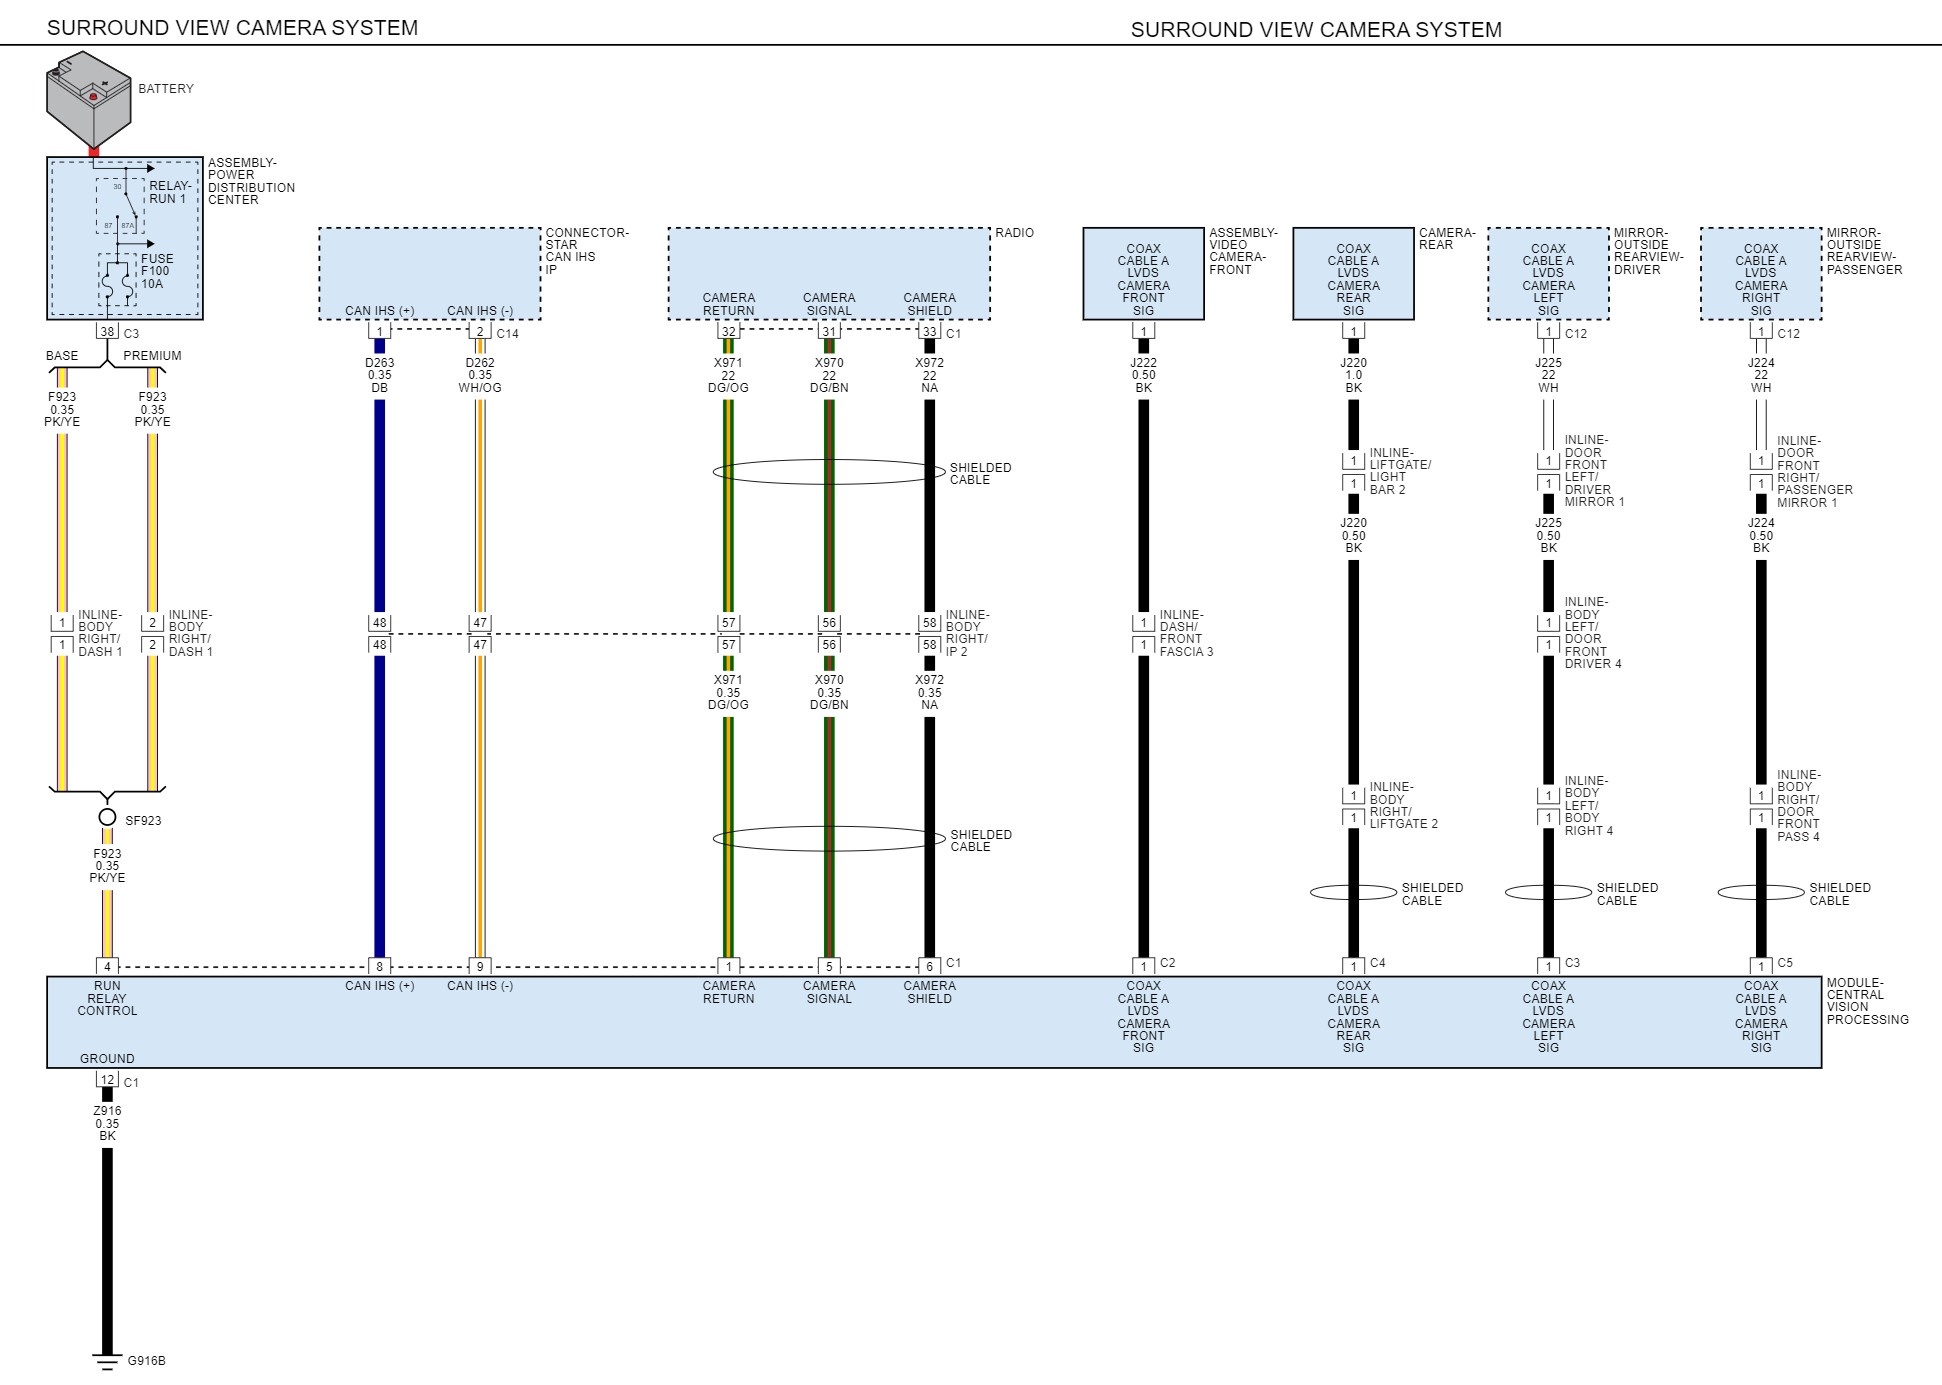 SURROUND VIEW CAMERA SYSTEM
SURROUND VIEW CAMERA SYSTEM
BATTERY
ASSEMBLY-
POWER
DISTRIBUTION
CENTER
30
RELAY-
RUN 1
87
87A
FUSE
F100
10A
38
C3
BASE
PREMIUM
F923
0.35
PK/YE
F923
0.35
PK/YE
1
1
INLINE-
BODY
RIGHT/
DASH 1
2
2
INLINE-
BODY
RIGHT/
DASH 1
SF923
F923
0.35
PK/YE
4
CONNECTOR-
STAR
CAN IHS
IP
CAN IHS (+)
CAN IHS (-)
1
2
C14
D263
0.35
DB
D262
0.35
WH/OG
48
48
47
47
8
9
RADIO
CAMERA
RETURN
CAMERA
SIGNAL
CAMERA
SHIELD
32
31
33
C1
X971
22
DG/OG
X970
22
DG/BN
X972
22
NA
SHIELDED
CABLE
57
57
56
56
58
58
INLINE-
BODY
RIGHT/
IP 2
X971
0.35
DG/OG
X970
0.35
DG/BN
X972
0.35
NA
SHIELDED
CABLE
1
5
6
C1
COAX
CABLE A
LVDS
CAMERA
FRONT
SIG
ASSEMBLY-
VIDEO
CAMERA-
FRONT
1
J222
0.50
BK
1
1
INLINE-
DASH/
FRONT
FASCIA 3
1
C2
COAX
CABLE A
LVDS
CAMERA
REAR
SIG
CAMERA-
REAR
1
J220
1.0
BK
1
1
INLINE-
LIFTGATE/
LIGHT
BAR 2
J220
0.50
BK
1
1
INLINE-
BODY
RIGHT/
LIFTGATE 2
SHIELDED
CABLE
1
C4
COAX
CABLE A
LVDS
CAMERA
LEFT
SIG
MIRROR-
OUTSIDE
REARVIEW-
DRIVER
1
C12
J225
22
WH
1
1
INLINE-
DOOR
FRONT
LEFT/
DRIVER
MIRROR 1
J225
0.50
BK
1
1
INLINE-
BODY
LEFT/
DOOR
FRONT
DRIVER 4
1
1
INLINE-
BODY
LEFT/
BODY
RIGHT 4
SHIELDED
CABLE
1
C3
COAX
CABLE A
LVDS
CAMERA
RIGHT
SIG
MIRROR-
OUTSIDE
REARVIEW-
PASSENGER
1
C12
J224
22
WH
1
1
INLINE-
DOOR
FRONT
RIGHT/
PASSENGER
MIRROR 1
J224
0.50
BK
1
1
INLINE-
BODY
RIGHT/
DOOR
FRONT
PASS 4
SHIELDED
CABLE
1
C5
RUN
RELAY
CONTROL
CAN IHS (+)
CAN IHS (-)
CAMERA
RETURN
CAMERA
SIGNAL
CAMERA
SHIELD
COAX
CABLE A
LVDS
CAMERA
FRONT
SIG
COAX
CABLE A
LVDS
CAMERA
REAR
SIG
COAX
CABLE A
LVDS
CAMERA
LEFT
SIG
COAX
CABLE A
LVDS
CAMERA
RIGHT
SIG
MODULE-
CENTRAL
VISION
PROCESSING
GROUND
12
C1
Z916
0.35
BK
G916B